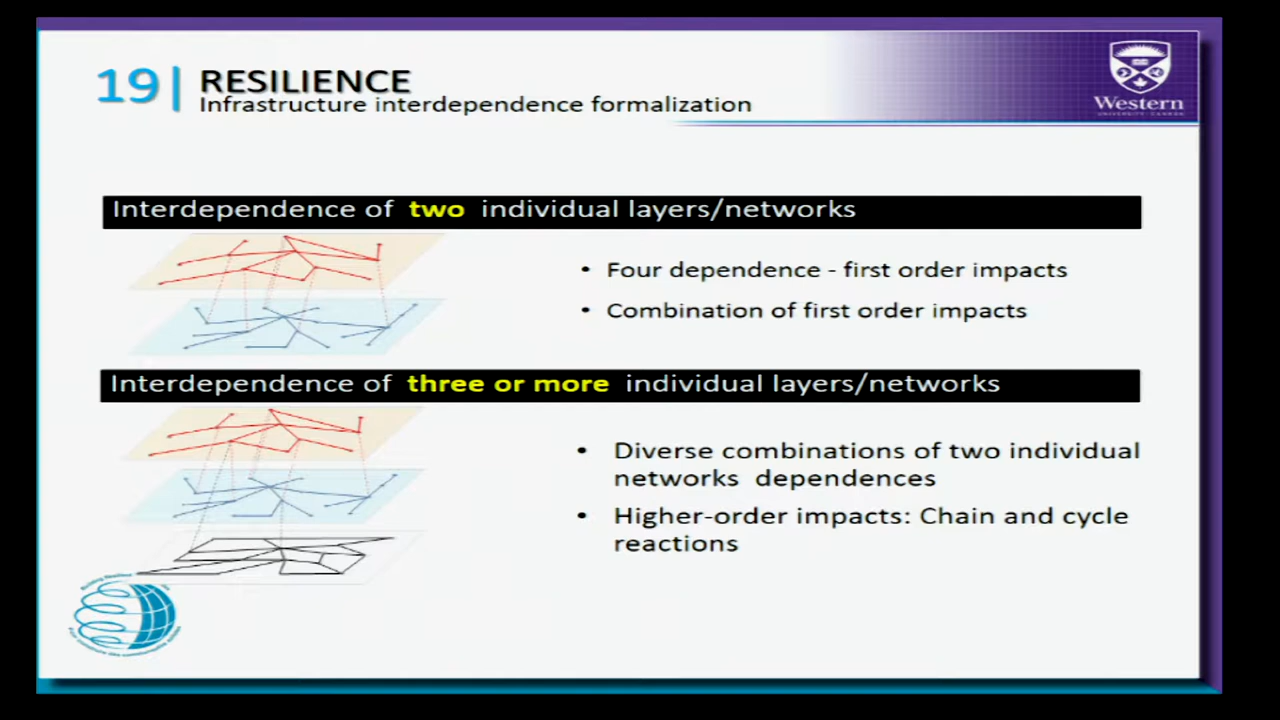 19| RESILIENCE
Infrastructure interdependence formalization
Western
UNIVERSITY · CANADA
Interdependence of two individual layers/networks
• Four dependence - first order impacts
• Combination of first order impacts
Interdependence of three or more individual layers/networks
• Diverse combinations of two individual
networks dependences
• Higher-order impacts: Chain and cycle
reactions